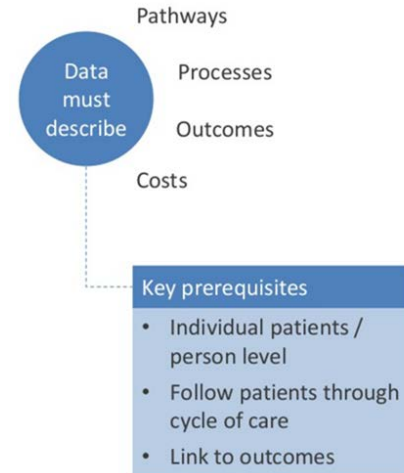 Pathways
Data
must
describe
Processes
Outcomes
Costs
Key prerequisites
• Individual patients /
person level
• Follow patients through
cycle of care
• Link to outcomes